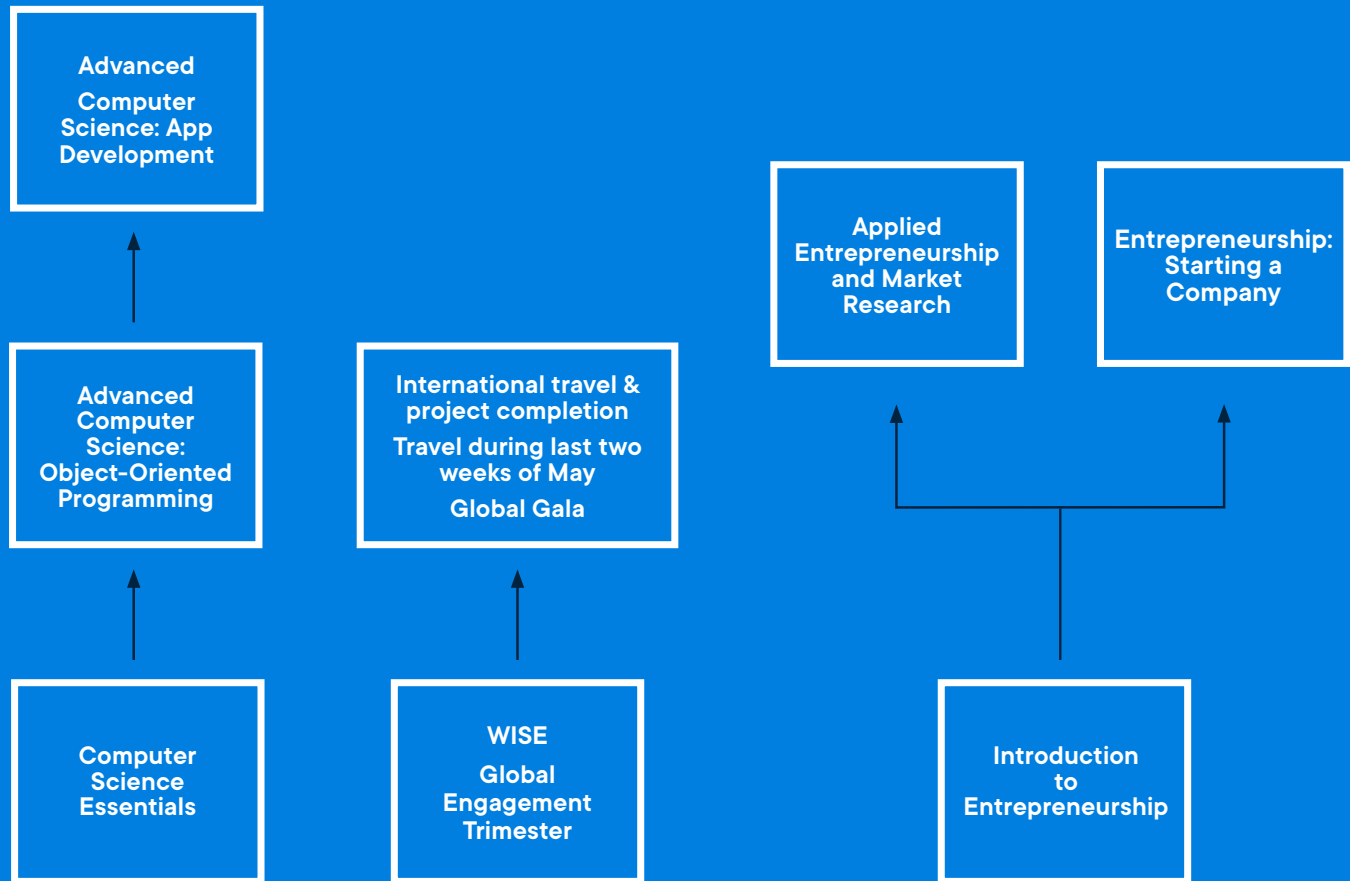 Advanced
Computer
Science: App
Development
Applied
Entrepreneurship
and Market
Research
Entrepreneurship:
Starting a
Company
Advanced
Computer
Science:
Object-Oriented
Programming
International travel &
project completion
Travel during last two
weeks of May
Global Gala
Computer
Science
Essentials
WISE
Global
Engagement
Trimester
Introduction
to
Entrepreneurship